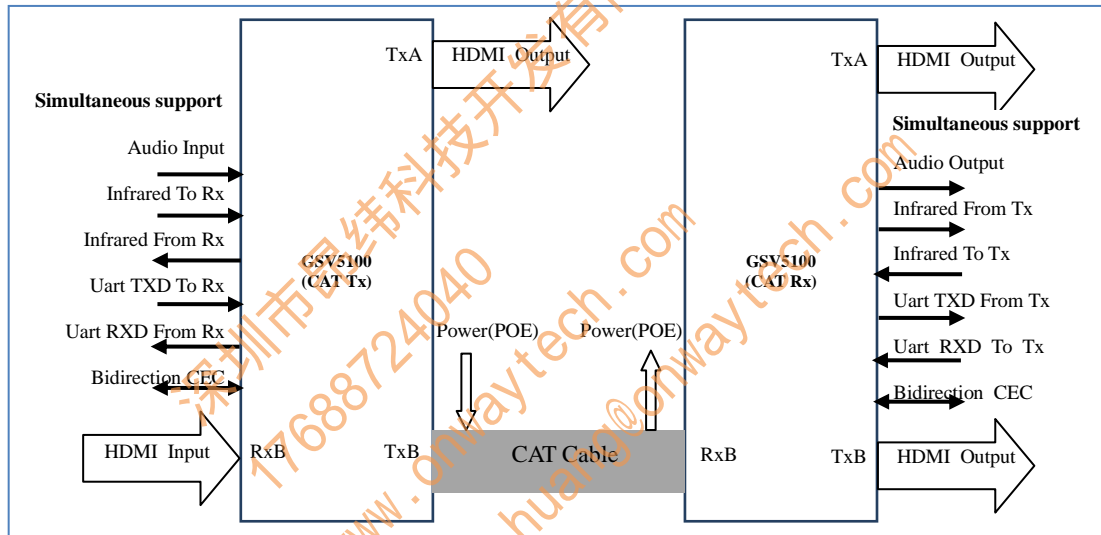 TxA
HDMI Output
TxA
HDMI Output
Simultaneous support
Simultaneous support
Audio Input
Audio Output
Infrared To Rx
Infrared From Tx
Infrared From Rx
Infrared To Tx
GSV5100
(CAT Tx)
GSV5100
(CAT Rx)
Uart TXD To Rx
Uart TXD From Tx
Uart RXD From Rx
Uart RXD To Tx
Power(POE)
Power(POE)
Bidirection CEC
Bidirection CEC
HDMI Input
RxB
TxB
CAT Cable
RxB
TxB
HDMI Output
深圳市昆纬科技开发有
17688724040
www.onwaytech.com
huang@onwaytech.com